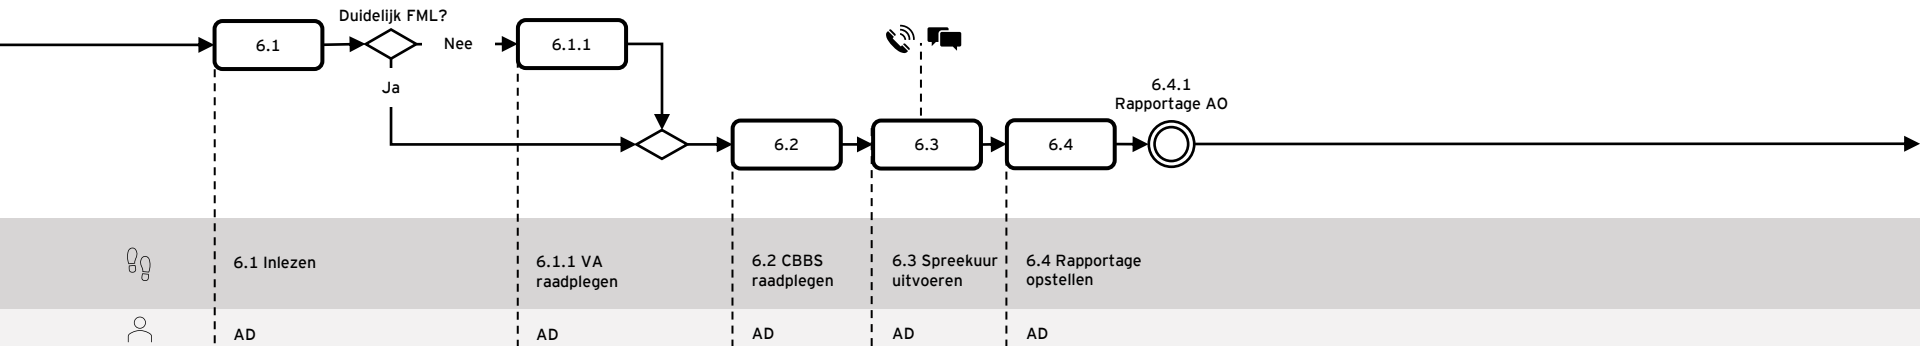 Duidelijk FML?
6.1
Nee
6.1.1
Ja
6.4.1
Rapportage AO
6.2
6.3
6.4
6.1 Inlezen
6.1.1 VA
raadplegen
6.2 CBBS
raadplegen
6.3 Spreekuur
uitvoeren
6.4 Rapportage
opstellen
AD
AD
AD
AD
AD